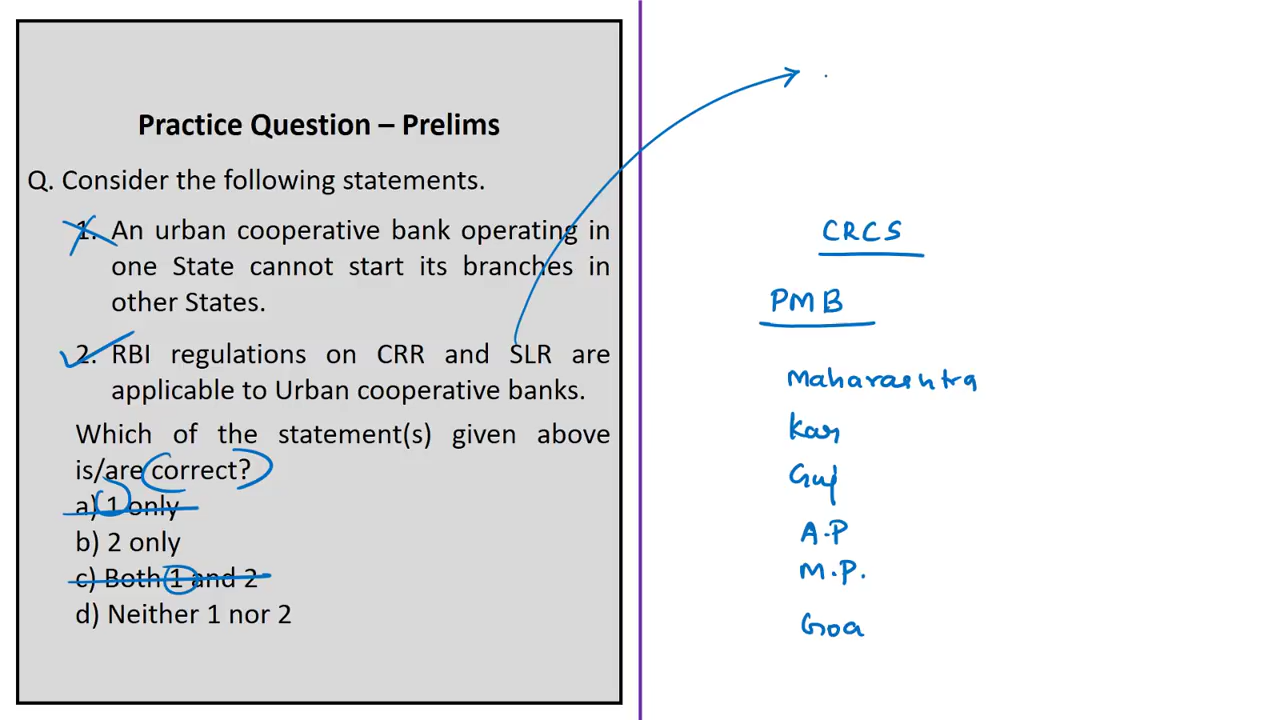 Practice Question – Prelims
Q. Consider the following statements.
1. An urban cooperative bank operating in
one State cannot start its branches in
other States.
2. RBI regulations on CRR and SLR are
applicable to Urban cooperative banks.
Which of the statement(s) given above
is/are correct?
a) 1 only
b) 2 only
c) Both 1 and 2
d) Neither 1 nor 2
CRCS
PMB
Maharashtra
Kar
Guj
A.P
M.P.
Goa